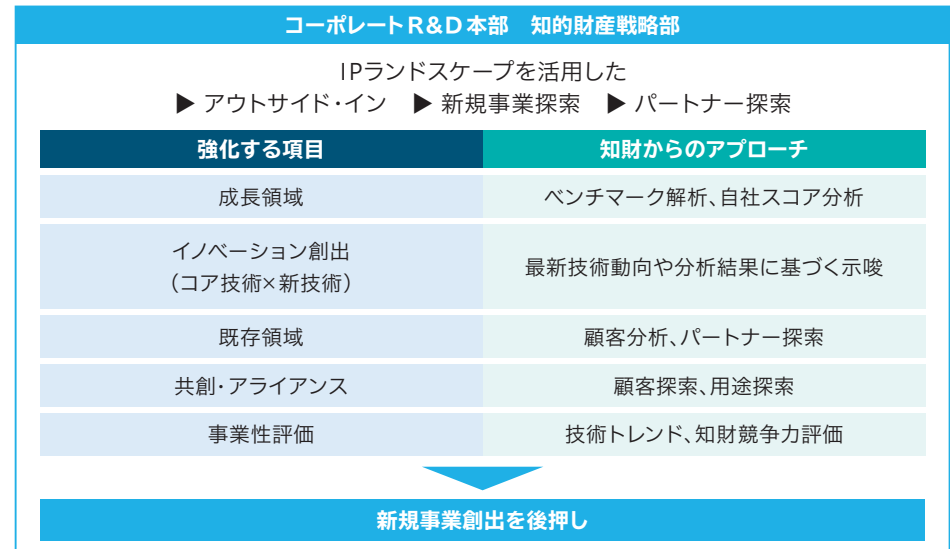 コーポレートR&D本部 知的財産戦略部
IPランドスケープを活用した
▶ アウトサイド・イン ▶ 新規事業探索 ▶ パートナー探索
強化する項目 知財からのアプローチ
成長領域 ベンチマーク解析、自社スコア分析
イノベーション創出
(コア技術×新技術) 最新技術動向や分析結果に基づく示唆
既存領域 顧客分析、パートナー探索
共創・アライアンス 顧客探索、用途探索
事業性評価 技術トレンド、知財競争力評価
新規事業創出を後押し